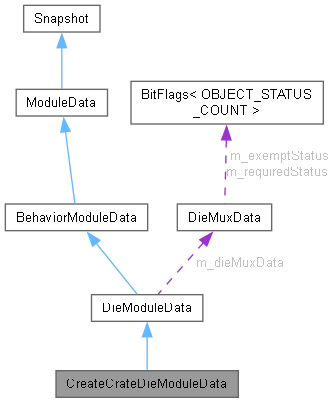 Snapshot
BitFlags< OBJECT_STATUS
_COUNT >
ModuleData
m_exemptStatus
m_requiredStatus
BehaviorModuleData
DieMuxData
m_dieMuxData
DieModuleData
CreateCrateDieModuleData